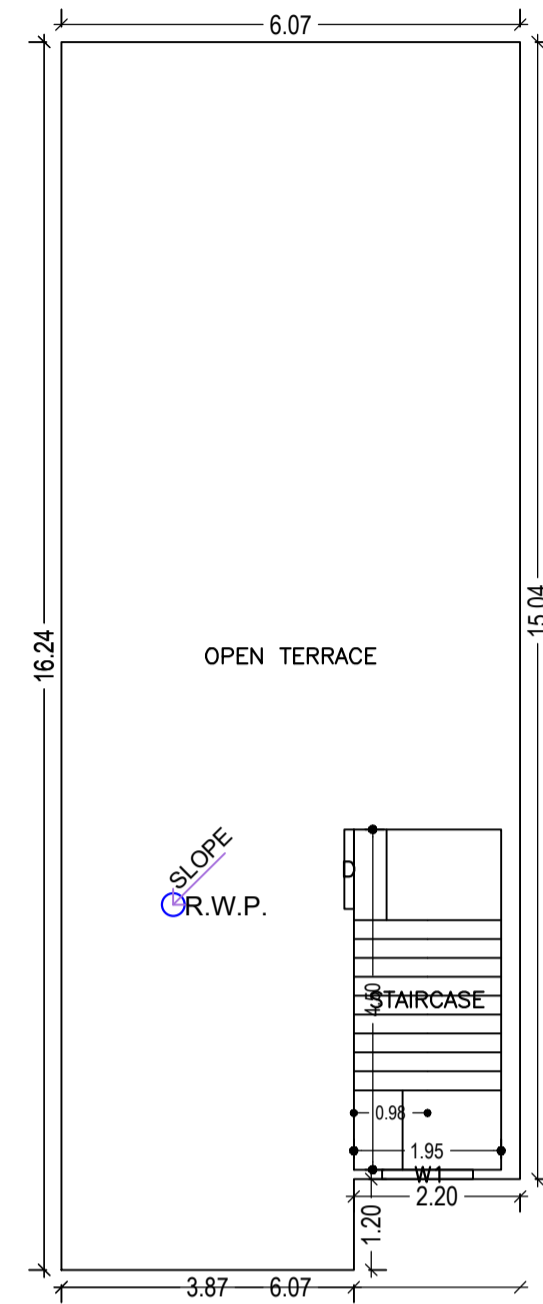 6.07
16.24
15.04
OPEN TERRACE
SLOPE
R.W.P.
D
4.50
STAIRCASE
0.98
1.95
W1
2.20
1.20
3.87
6.07